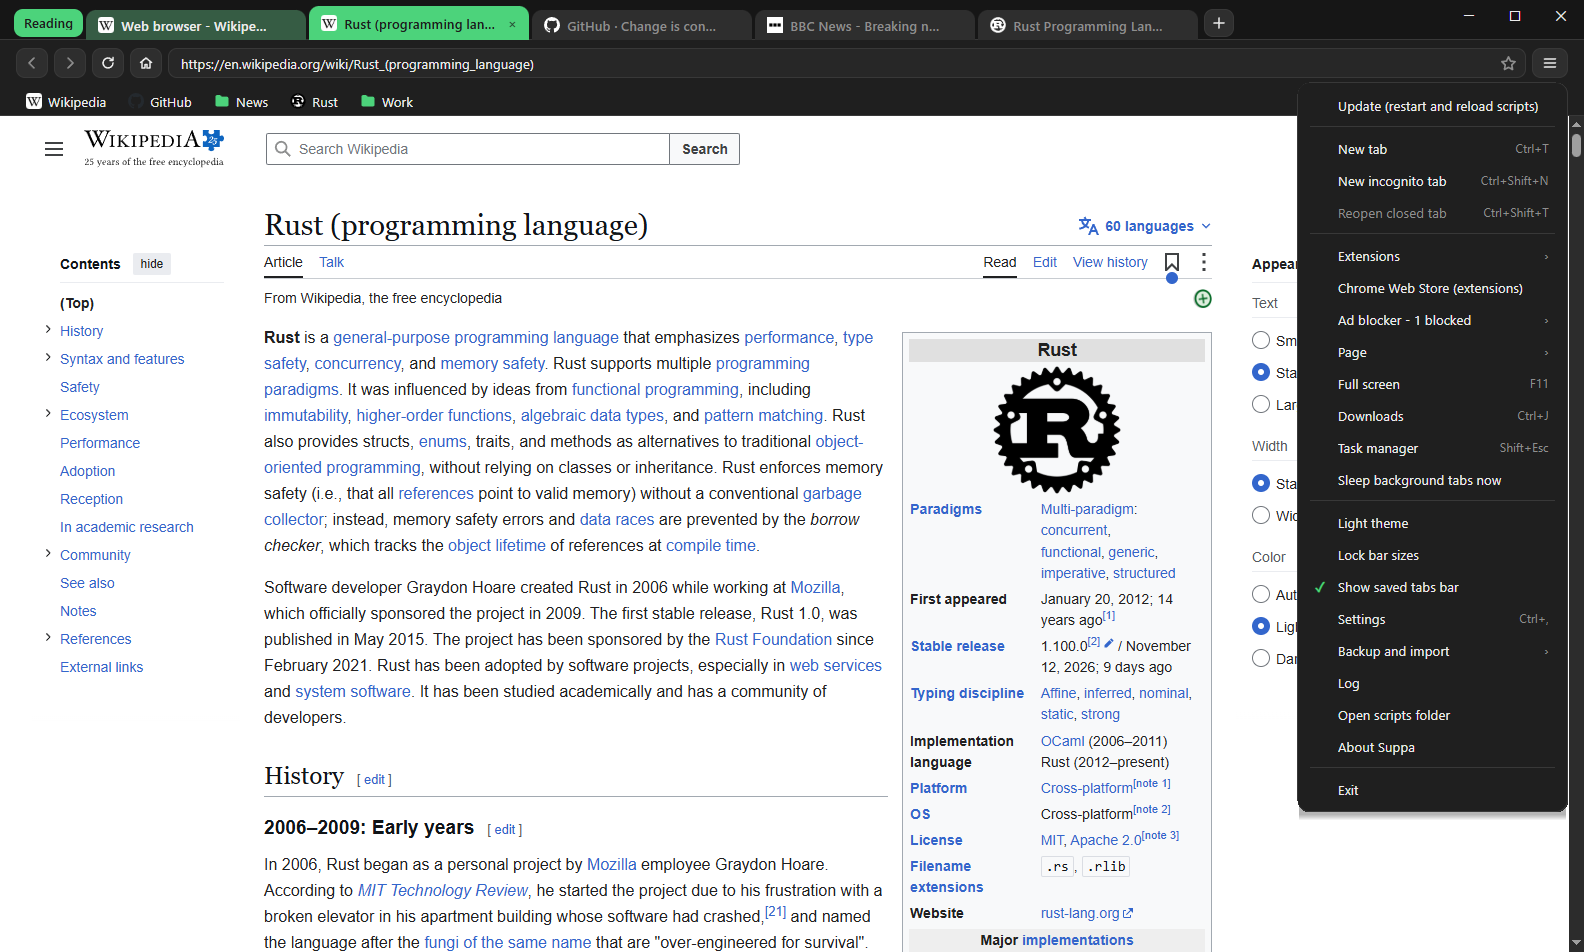 Reading
Web browser - Wikipe...
Rust (programming lan...
GitHub · Change is con...
BBC News - Breaking n...
Rust Programming Lan...
https://en.wikipedia.org/wiki/Rust_(programming_language)
Wikipedia
GitHub
News
Rust
Work
WIKIPEDIA
25 years of the free encyclopedia
Search Wikipedia
Search
Rust (programming language)
60 languages
Article
Talk
Read
Edit
View history
From Wikipedia, the free encyclopedia
Contents
hide
(Top)
History
Syntax and features
Safety
Ecosystem
Performance
Adoption
Reception
In academic research
Community
See also
Notes
References
External links
Rust is a general-purpose programming language that emphasizes performance, type
safety, concurrency, and memory safety. Rust supports multiple programming
paradigms. It was influenced by ideas from functional programming, including
immutability, higher-order functions, algebraic data types, and pattern matching. Rust
also provides structs, enums, traits, and methods as alternatives to traditional object-
oriented programming, without relying on classes or inheritance. Rust enforces memory
safety (i.e., that all references point to valid memory) without a conventional garbage
collector; instead, memory safety errors and data races are prevented by the borrow
checker, which tracks the object lifetime of references at compile time.
Software developer Graydon Hoare created Rust in 2006 while working at Mozilla,
which officially sponsored the project in 2009. The first stable release, Rust 1.0, was
published in May 2015. The project has been sponsored by the Rust Foundation since
February 2021. Rust has been adopted by software projects, especially in web services
and system software. It has been studied academically and has a community of
developers.
History [ edit ]
2006–2009: Early years [ edit ]
In 2006, Rust began as a personal project by Mozilla employee Graydon Hoare.
According to MIT Technology Review, he started the project due to his frustration with a
broken elevator in his apartment building whose software had crashed,[21] and named
the language after the fungi of the same name that are "over-engineered for survival".
Rust
Paradigms
Multi-paradigm:
concurrent,
functional, generic,
imperative, structured
First appeared
January 20, 2012; 14
years ago[1]
Stable release
1.100.0[2] / November
12, 2026; 9 days ago
Typing discipline
Affine, inferred, nominal,
static, strong
Implementation
language
OCaml (2006–2011)
Rust (2012–present)
Platform
Cross-platform[note 1]
OS
Cross-platform[note 2]
License
MIT, Apache 2.0[note 3]
Filename
extensions
.rs, .rlib
Website
rust-lang.org
Major implementations
Appear
Text
Sm
Sta
Lar
Width
Sta
Wid
Color
Aut
Ligh
Dar
Update (restart and reload scripts)
New tab Ctrl+T
New incognito tab Ctrl+Shift+N
Reopen closed tab Ctrl+Shift+T
Extensions
Chrome Web Store (extensions)
Ad blocker - 1 blocked
Page
Full screen F11
Downloads Ctrl+J
Task manager Shift+Esc
Sleep background tabs now
Light theme
Lock bar sizes
Show saved tabs bar
Settings Ctrl+,
Backup and import
Log
Open scripts folder
About Suppa
Exit